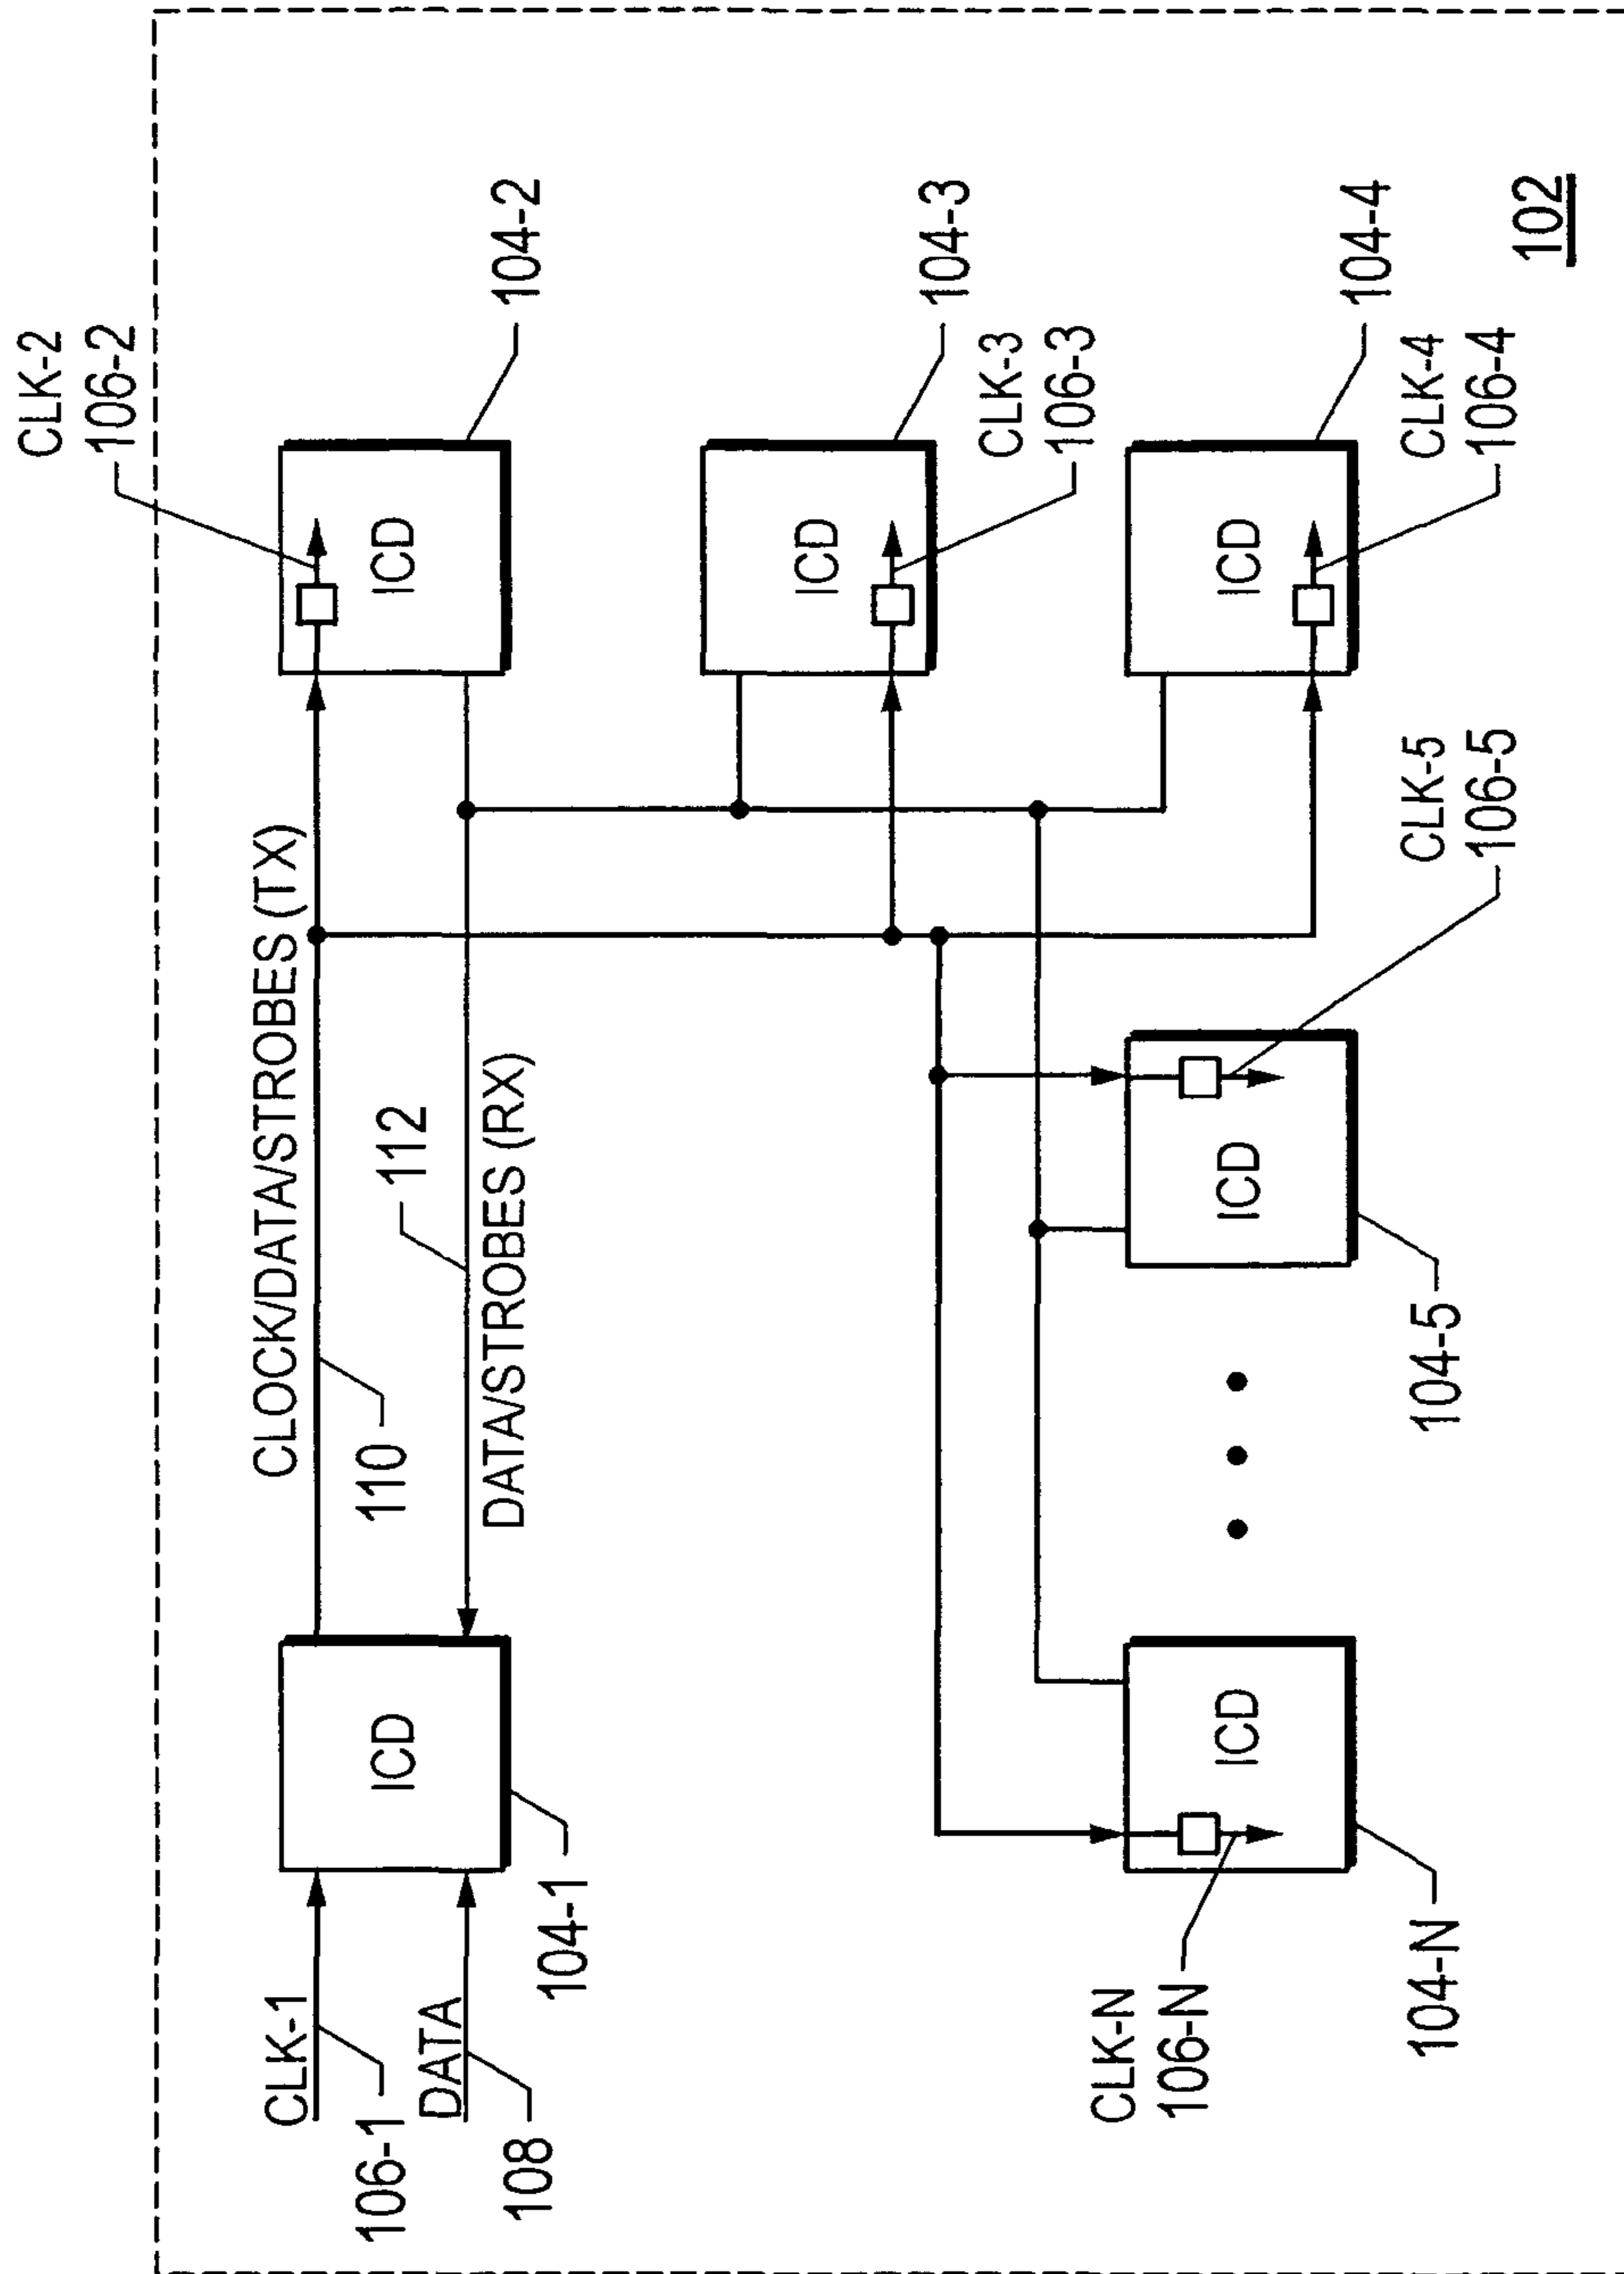 CLK-2
106-2
CLK-1
106-1
DATA
108
ICD
104-1
CLOCK/DATA/STROBES (TX)
110
112
DATA/STROBES (RX)
ICD
104-2
ICD
104-3
CLK-3
106-3
ICD
104-4
CLK-4
106-4
CLK-5
106-5
ICD
104-5
CLK-N
106-N
ICD
104-N
102